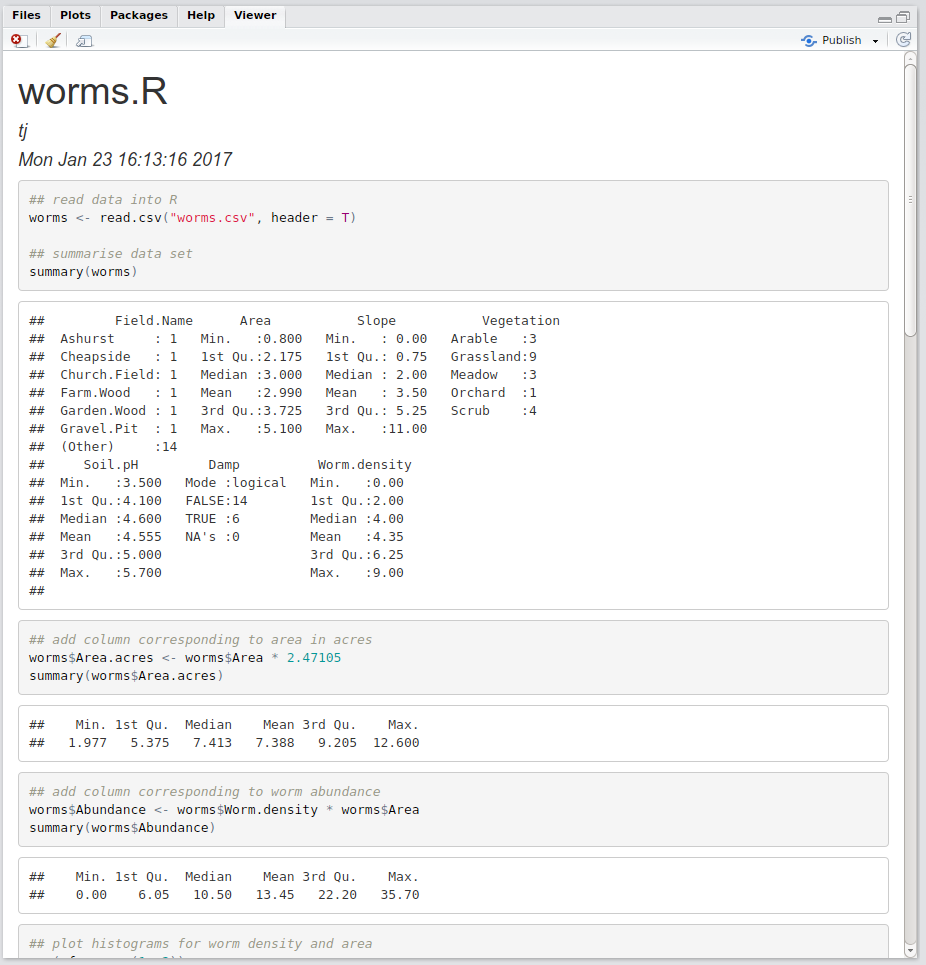 Files Plots Packages Help Viewer
Publish
worms.R
tj
Mon Jan 23 16:13:16 2017
## read data into R
worms <- read.csv("worms.csv", header = T)
## summarise data set
summary(worms)
##         Field.Name      Area           Slope           Vegetation
##  Ashurst     : 1   Min.   :0.800   Min.   : 0.00   Arable   :3
##  Cheapside   : 1   1st Qu.:2.175   1st Qu.: 0.75   Grassland:9
##  Church.Field: 1   Median :3.000   Median : 2.00   Meadow   :3
##  Farm.Wood   : 1   Mean   :2.990   Mean   : 3.50   Orchard  :1
##  Garden.Wood : 1   3rd Qu.:3.725   3rd Qu.: 5.25   Scrub    :4
##  Gravel.Pit  : 1   Max.   :5.100   Max.   :11.00
##  (Other)     :14
##     Soil.pH         Damp          Worm.density
##  Min.   :3.500   Mode :logical   Min.   :0.00
##  1st Qu.:4.100   FALSE:14        1st Qu.:2.00
##  Median :4.600   TRUE :6         Median :4.00
##  Mean   :4.555   NA's :0         Mean   :4.35
##  3rd Qu.:5.000                   3rd Qu.:6.25
##  Max.   :5.700                   Max.   :9.00
##
## add column corresponding to area in acres
worms$Area.acres <- worms$Area * 2.47105
summary(worms$Area.acres)
##    Min. 1st Qu.  Median    Mean 3rd Qu.    Max.
##   1.977   5.375   7.413   7.388   9.205  12.600
## add column corresponding to worm abundance
worms$Abundance <- worms$Worm.density * worms$Area
summary(worms$Abundance)
##    Min. 1st Qu.  Median    Mean 3rd Qu.    Max.
##    0.00    6.05   10.50   13.45   22.20   35.70
## plot histograms for worm density and area